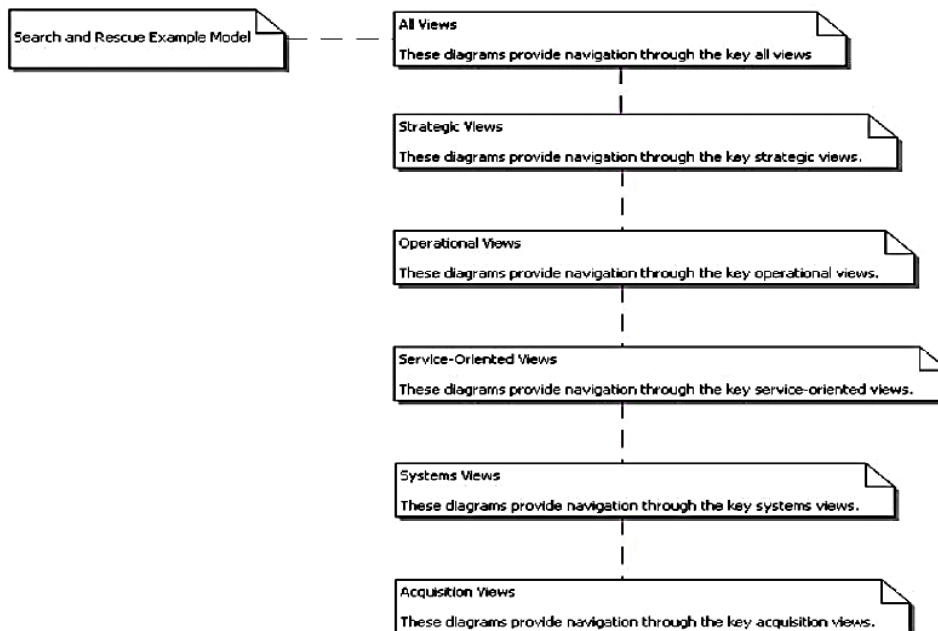 Search and Rescue Example Model
All Views
These diagrams provide navigation through the key all views
Strategic Views
These diagrams provide navigation through the key strategic views.
Operational Views
These diagrams provide navigation through the key operational views.
Service-Oriented Views
These diagrams provide navigation through the key service-oriented views.
Systems Views
These diagrams provide navigation through the key systems views.
Acquisition Views
These diagrams provide navigation through the key acquisition views.